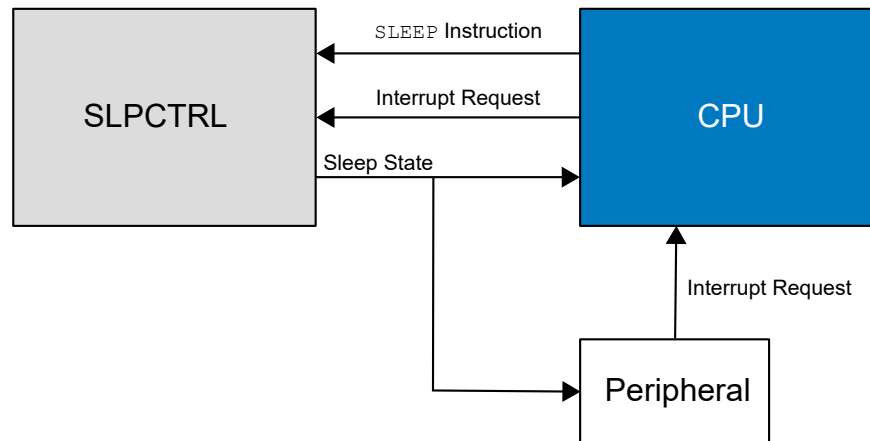 SLEEP Instruction
SLPCTRL
Interrupt Request
CPU
Sleep State
Interrupt Request
Peripheral